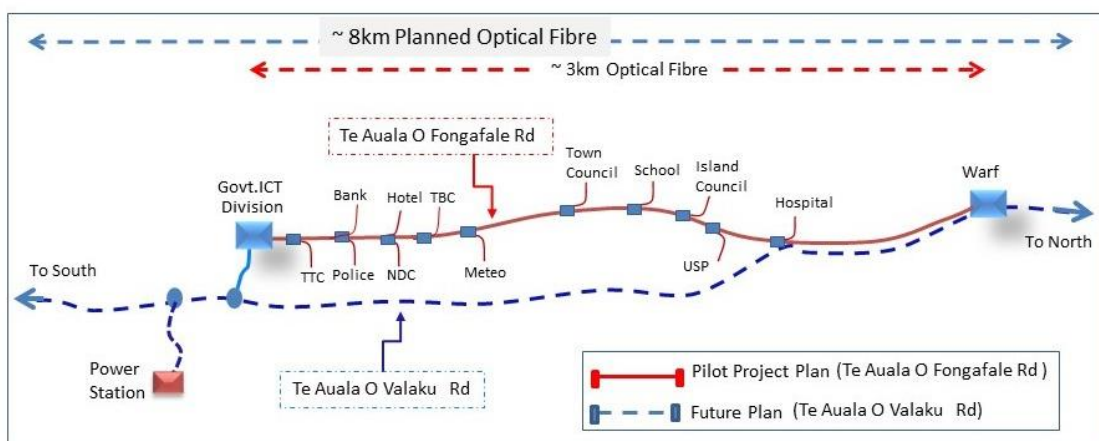 ~ 8km Planned Optical Fibre
~ 3km Optical Fibre
Te Auala O Fongafale Rd
Town
Council
School
Island
Council
Warf
Govt.ICT
Division
Bank
Hotel
TBC
Hospital
To North
To South
TTC
Police
NDC
Meteo
USP
Power
Station
Te Auala O Valaku Rd
Pilot Project Plan (Te Auala O Fongafale Rd )
Future Plan (Te Auala O Valaku Rd)